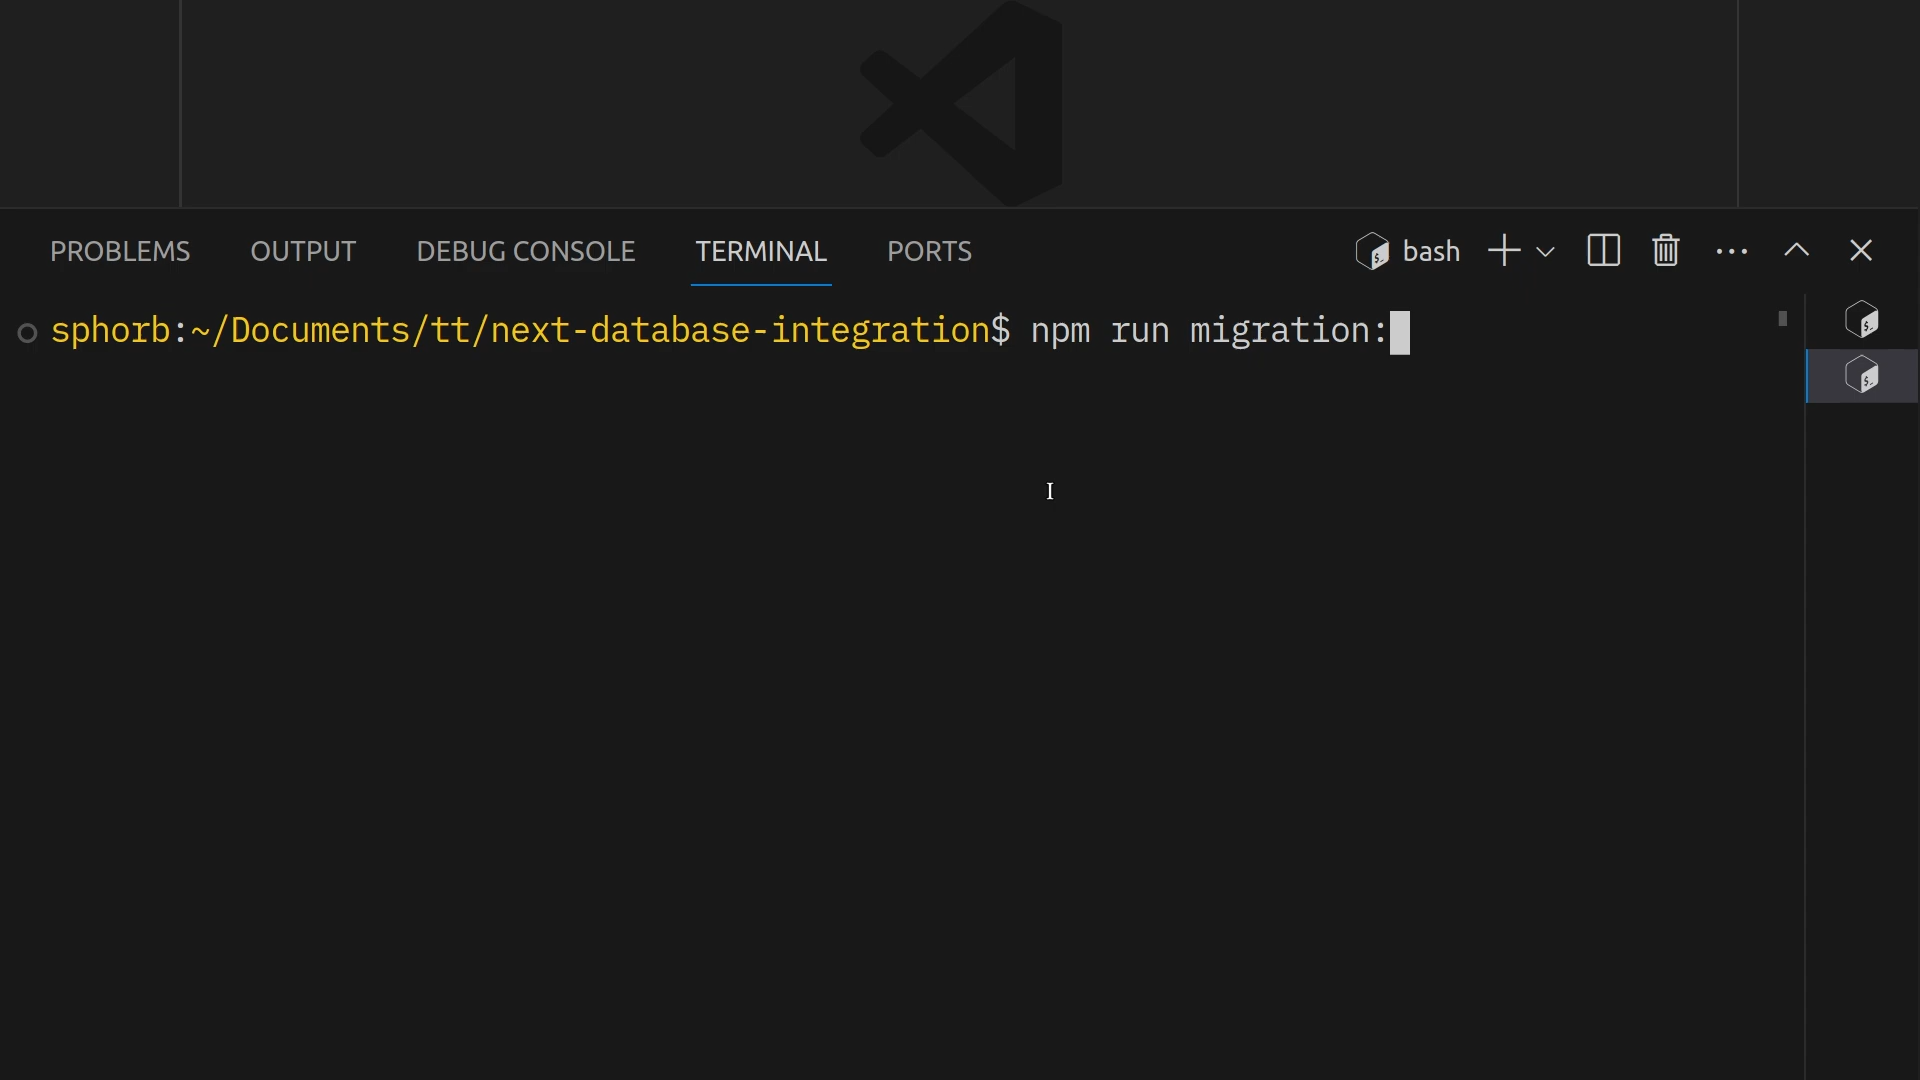 PROBLEMS OUTPUT DEBUG CONSOLE TERMINAL PORTS bash
sphorb:~/Documents/tt/next-database-integration$ npm run migration: